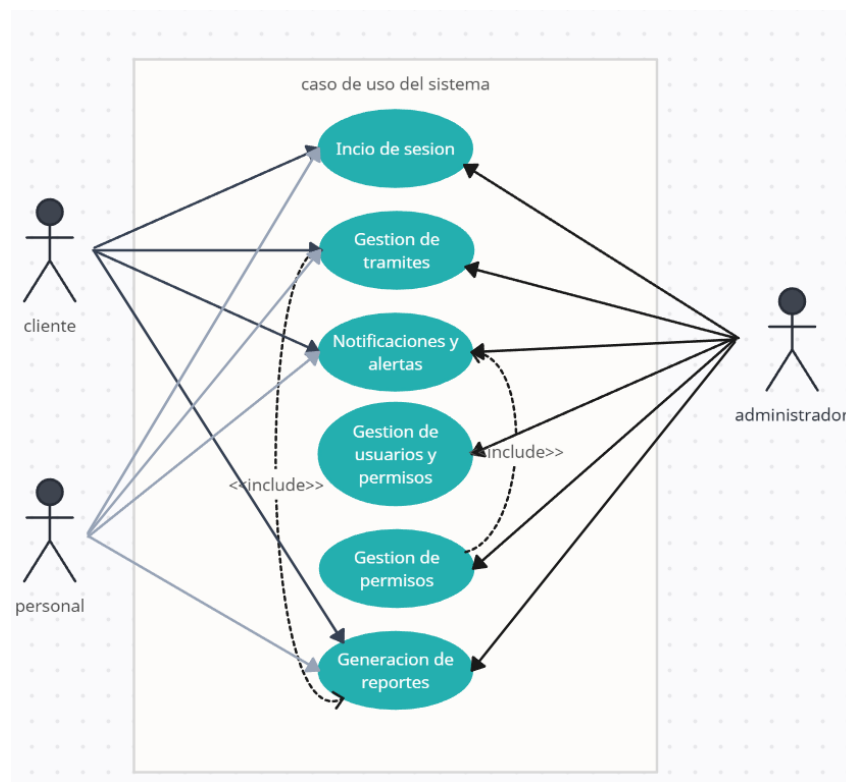 caso de uso del sistema
Incio de sesion
Gestion de
tramites
cliente
Notificaciones y
alertas
administrador
Gestion de
usuarios y
permisos
<<include>>
<<include>>
Gestion de
permisos
personal
Generacion de
reportes